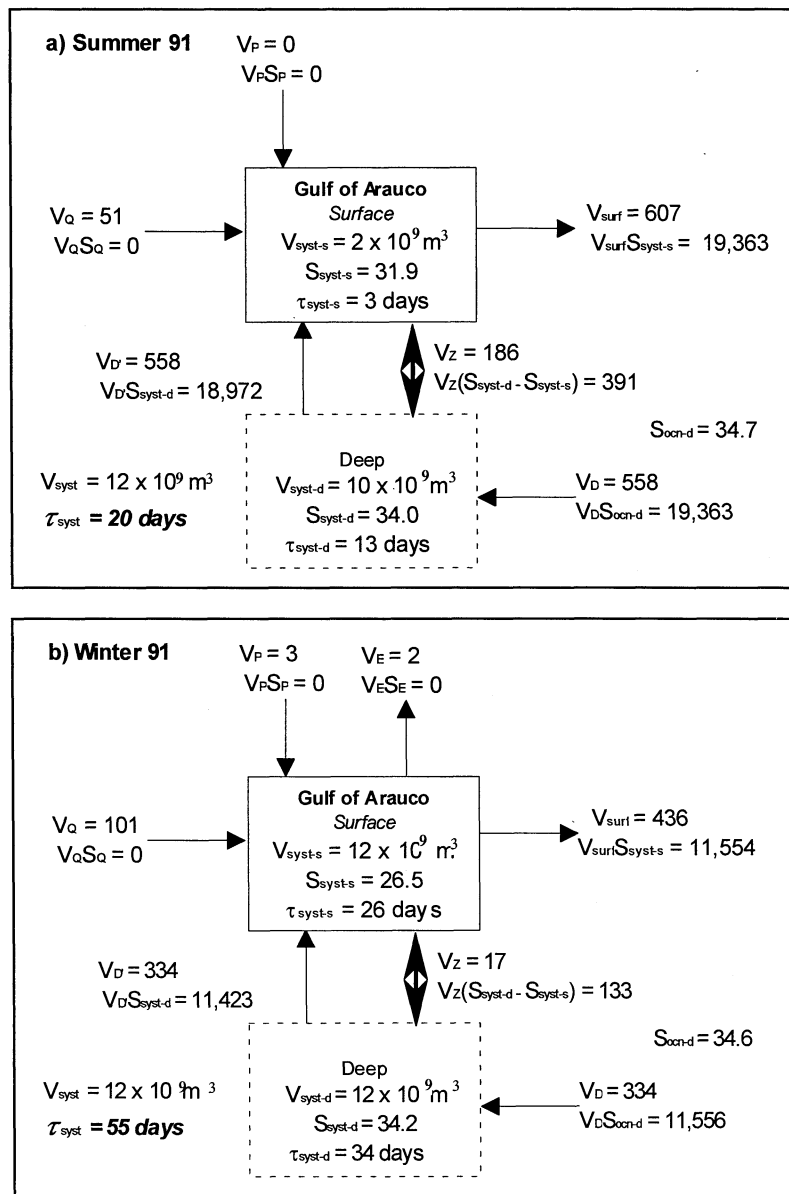 a) Summer 91
VP = 0
VPSP = 0
Gulf of Arauco
Surface
Vsyst-s = 2 x 10⁹ m³
Ssyst-s = 31.9
τsyst-s = 3 days
VQ = 51
VQSQ = 0
Vsurf = 607
VsurfSsyst-s = 19,363
VD' = 558
VD'Ssyst-d = 18,972
VZ = 186
VZ(Ssyst-d - Ssyst-s) = 391
Socn-d = 34.7
Vsyst = 12 x 10⁹ m³
τsyst = 20 days
Deep
Vsyst-d = 10 x 10⁹ m³
Ssyst-d = 34.0
τsyst-d = 13 days
VD = 558
VDSocn-d = 19,363
b) Winter 91
VP = 3
VPSP = 0
VE = 2
VESE = 0
Gulf of Arauco
Surface
Vsyst-s = 12 x 10⁹ m³
Ssyst-s = 26.5
τsyst-s = 26 days
VQ = 101
VQSQ = 0
Vsurf = 436
VsurfSsyst-s = 11,554
VD' = 334
VD'Ssyst-d = 11,423
VZ = 17
VZ(Ssyst-d - Ssyst-s) = 133
Socn-d = 34.6
Vsyst = 12 x 10⁹ m³
τsyst = 55 days
Deep
Vsyst-d = 12 x 10⁹ m³
Ssyst-d = 34.2
τsyst-d = 34 days
VD = 334
VDSocn-d = 11,556